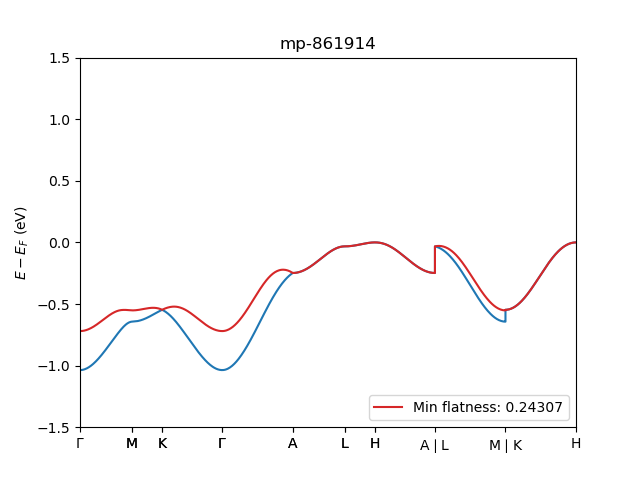 mp-861914
1.5
1.0
0.5
0.0
−0.5
−1.0
−1.5
E − E_F (eV)
Min flatness: 0.24307
Γ M K Γ A L H A | L M | K H